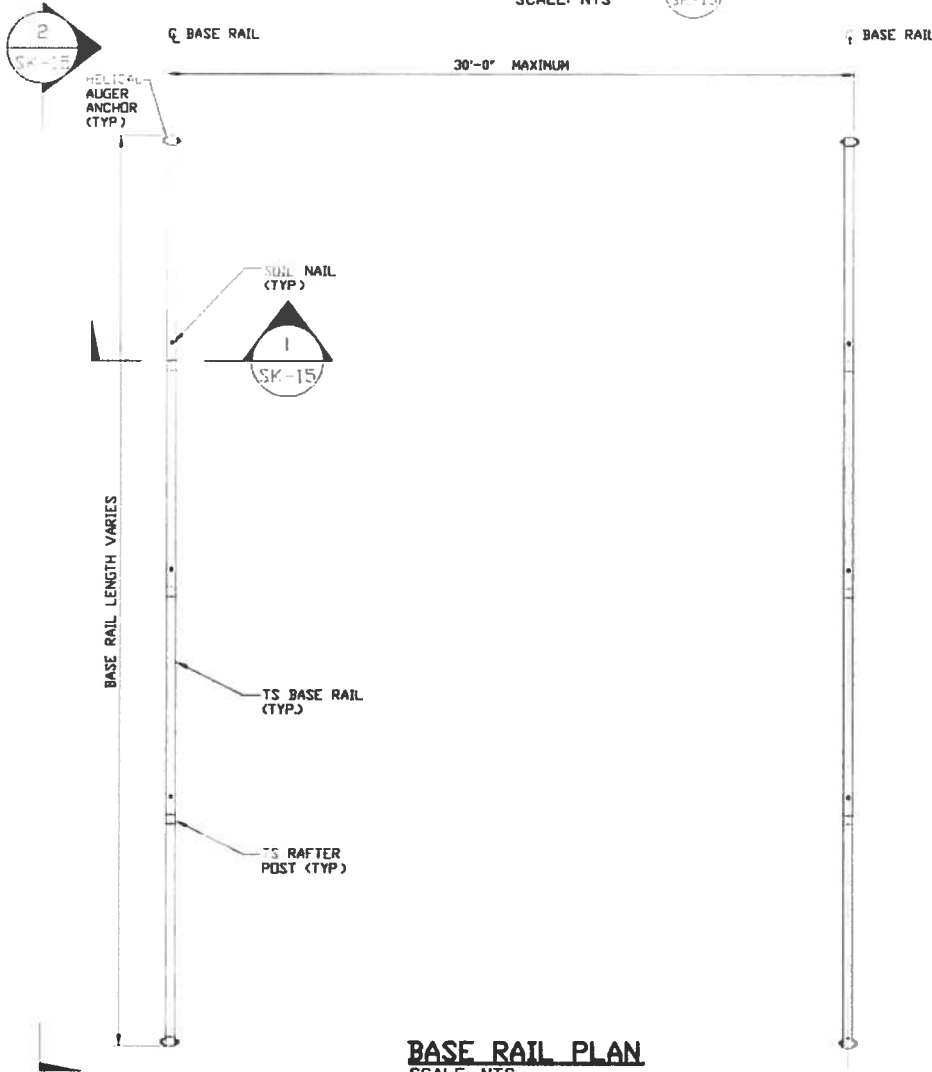 SCALE: NTS
SK-15
2
SK-15
℄ BASE RAIL
℄ BASE RAIL
30'-0" MAXIMUM
HELICAL
AUGER
ANCHOR
(TYP)
SOIL NAIL
(TYP)
1
SK-15
BASE RAIL LENGTH VARIES
TS BASE RAIL
(TYP.)
TS RAFTER
POST (TYP)
BASE RAIL PLAN
SCALE: NTS